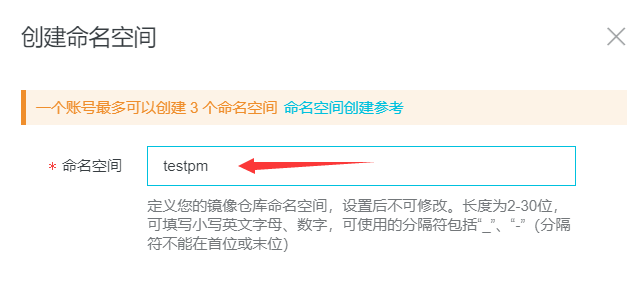 创建命名空间
一个账号最多可以创建 3 个命名空间 命名空间创建参考
* 命名空间 testpm
定义您的镜像仓库命名空间，设置后不可修改。长度为2-30位，
可填写小写英文字母、数字，可使用的分隔符包括“_”、“-”（分隔
符不能在首位或末位）